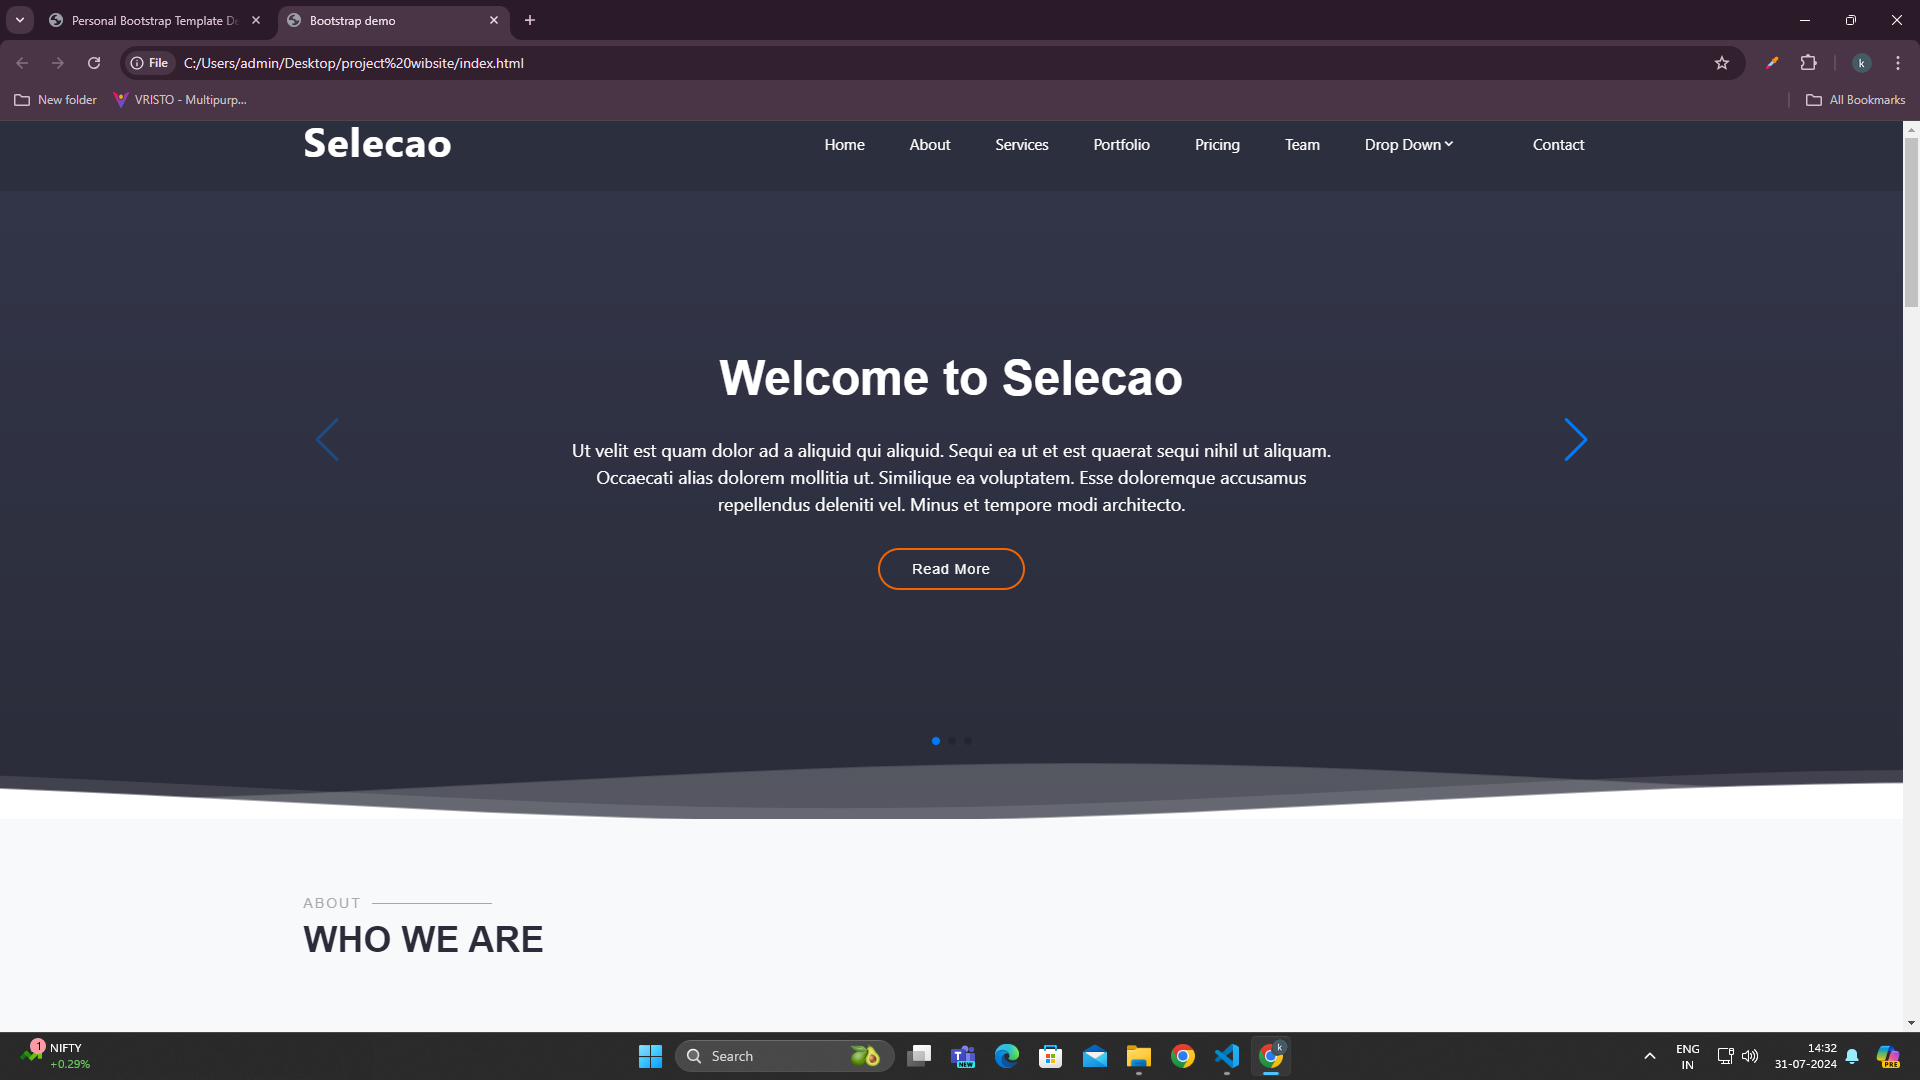 Personal Bootstrap Template De
Bootstrap demo
File
C:/Users/admin/Desktop/project%20wibsite/index.html
k
New folder
VRISTO - Multipurp...
All Bookmarks
Selecao
Home About Services Portfolio Pricing Team Drop Down Contact
Welcome to Selecao
Ut velit est quam dolor ad a aliquid qui aliquid. Sequi ea ut et est quaerat sequi nihil ut aliquam.
Occaecati alias dolorem mollitia ut. Similique ea voluptatem. Esse doloremque accusamus
repellendus deleniti vel. Minus et tempore modi architecto.
Read More
ABOUT
WHO WE ARE
1
NIFTY
+0.29%
Search
NEW
k
ENG
IN
14:32
31-07-2024
PRE